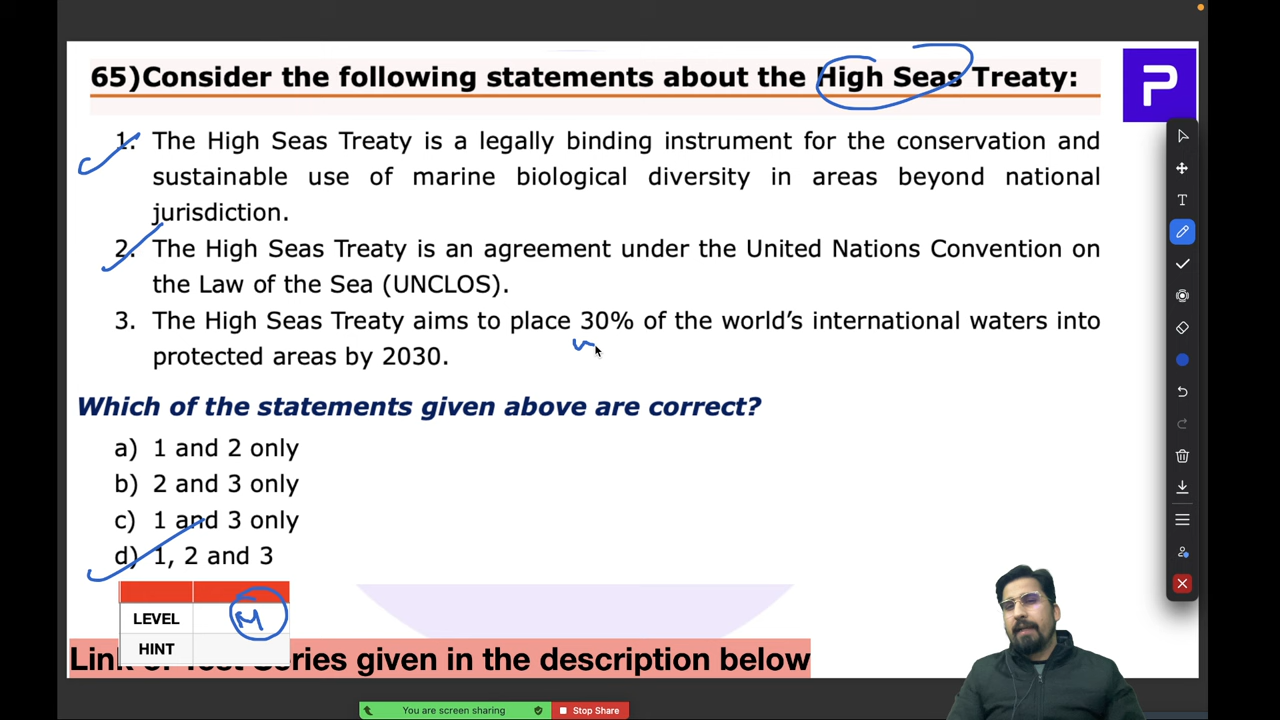 65)Consider the following statements about the High Seas Treaty:
P
1. The High Seas Treaty is a legally binding instrument for the conservation and
sustainable use of marine biological diversity in areas beyond national
jurisdiction.
2. The High Seas Treaty is an agreement under the United Nations Convention on
the Law of the Sea (UNCLOS).
3. The High Seas Treaty aims to place 30% of the world's international waters into
protected areas by 2030.
Which of the statements given above are correct?
a) 1 and 2 only
b) 2 and 3 only
c) 1 and 3 only
d) 1, 2 and 3
LEVEL M
HINT
Link of Test Series given in the description below
T
You are screen sharing Stop Share